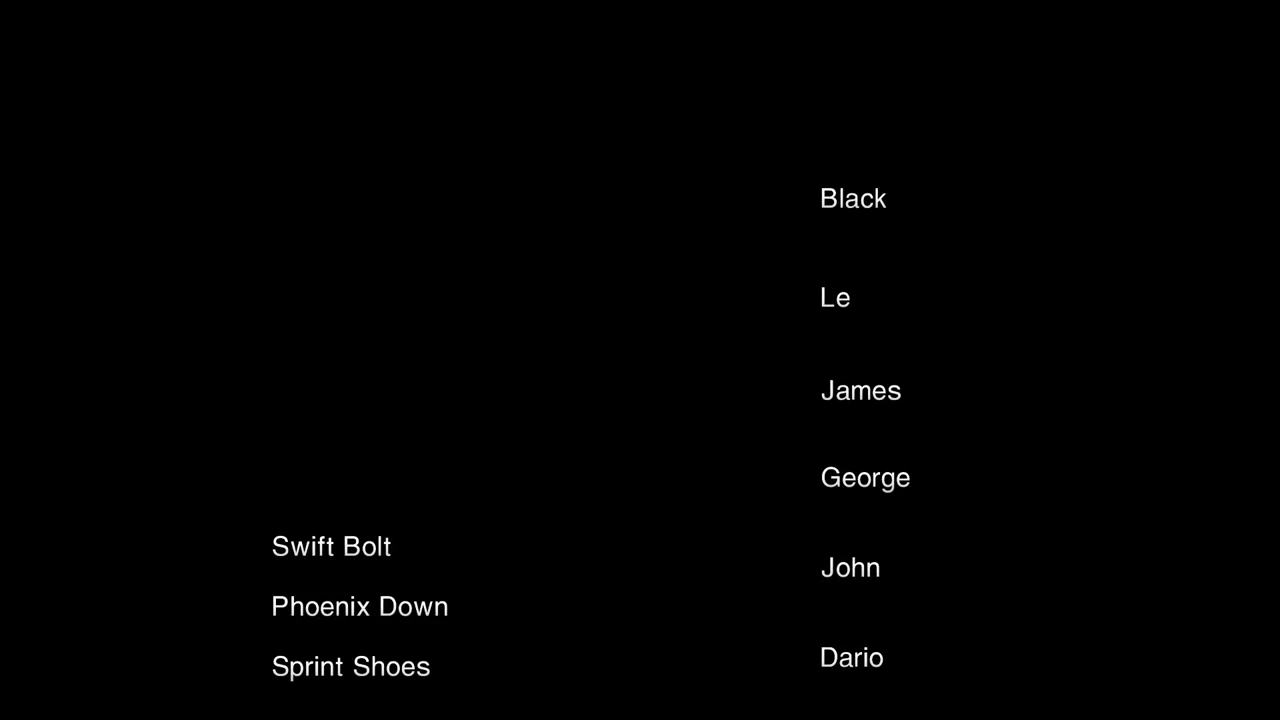 Black
Le
James
George
Swift Bolt
John
Phoenix Down
Dario
Sprint Shoes